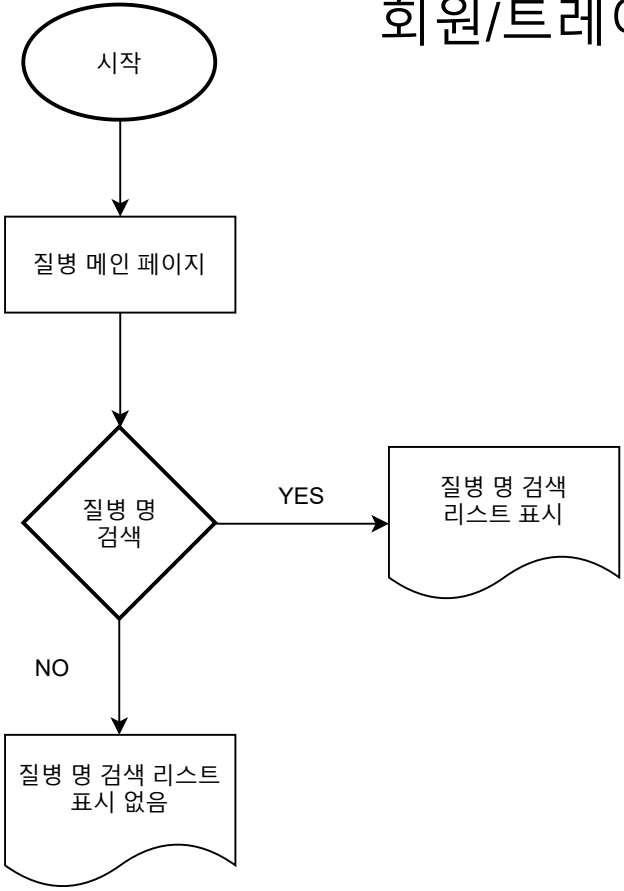 회원/트레
시작
질병 메인 페이지
질병 명
검색
YES
질병 명 검색
리스트 표시
NO
질병 명 검색 리스트
표시 없음